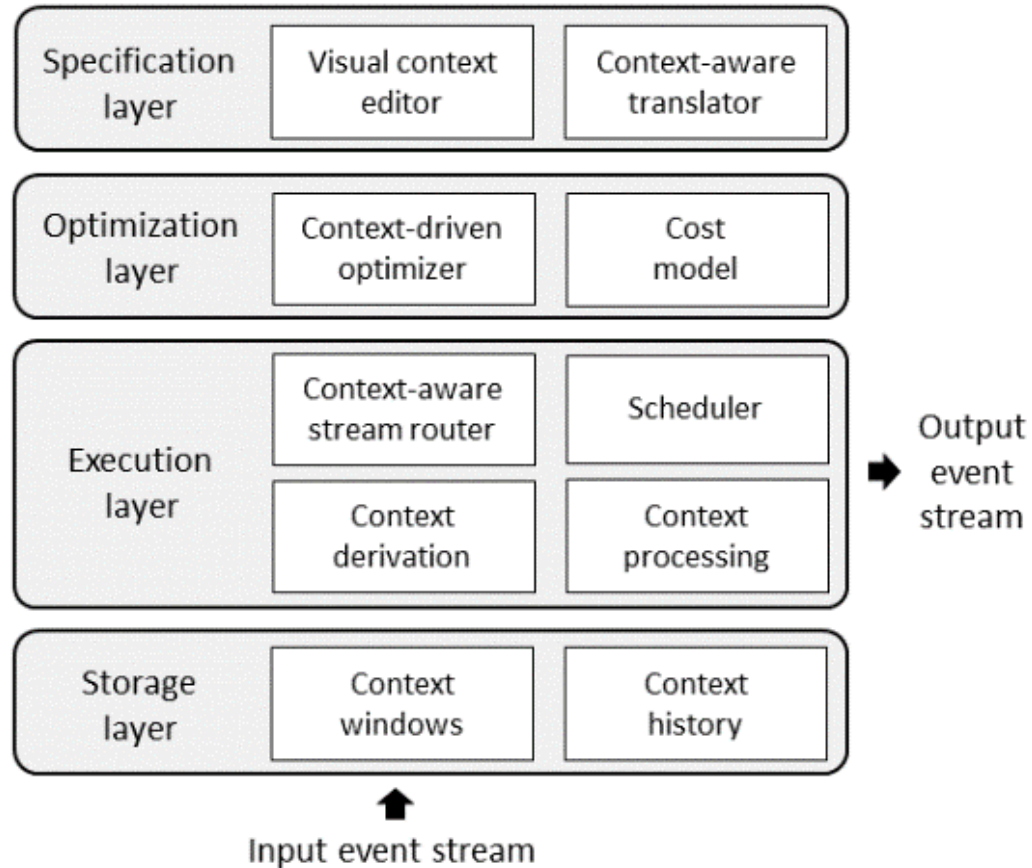 Specification
layer
Visual context
editor
Context-aware
translator
Optimization
layer
Context-driven
optimizer
Cost
model
Execution
layer
Context-aware
stream router
Scheduler
Context
derivation
Context
processing
Output
event
stream
Storage
layer
Context
windows
Context
history
Input event stream